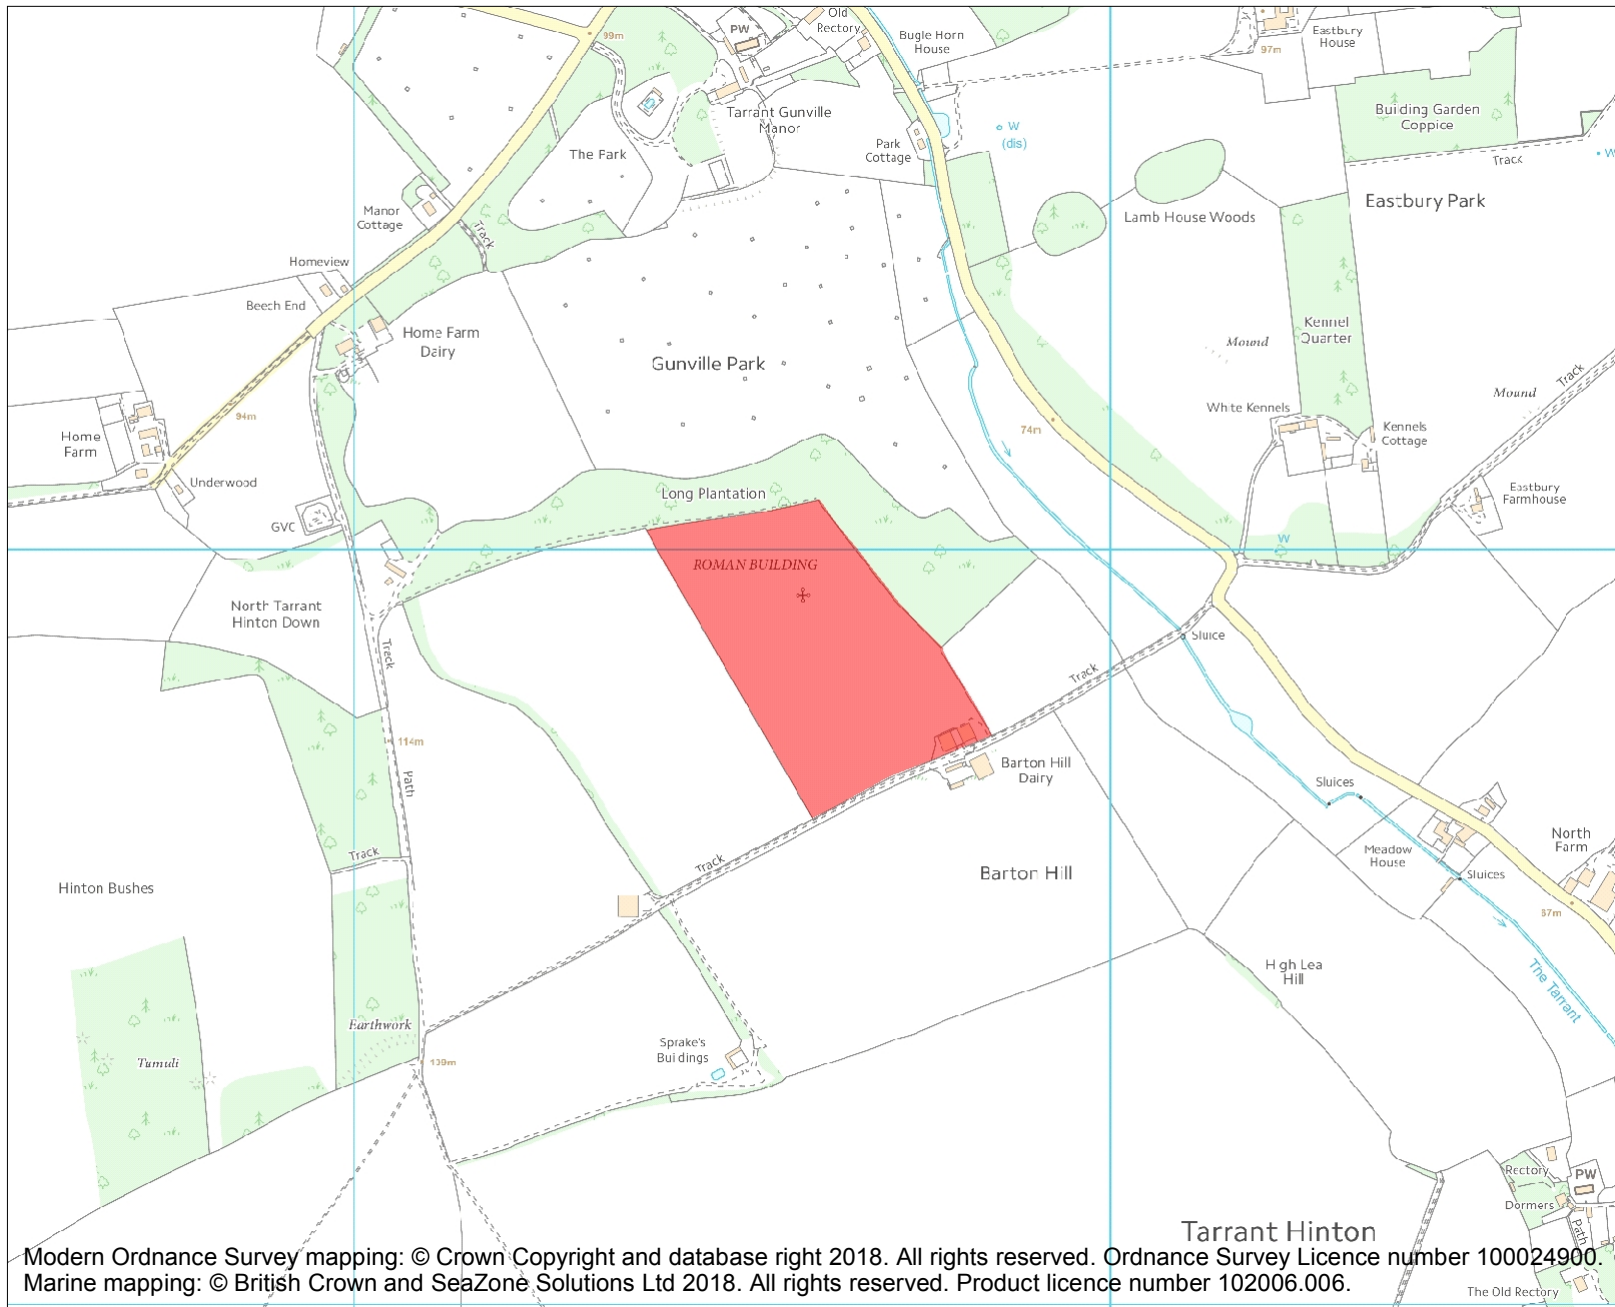 Old
Rectory
PW
Bugle Horn
House
Eastbury
House
99m
97m
Tarrant Gunville
Manor
Building Garden
Coppice
W
(dis)
Park
Cottage
The Park
Track
W
Eastbury Park
Manor
Cottage
Track
Lamb House Woods
Homeview
Beech End
Home Farm
Dairy
Gunville Park
Mound
Kennel
Quarter
Track
Mound
White Kennels
Kennels
Cottage
94m
74m
Home
Farm
Underwood
Long Plantation
Eastbury
Farmhouse
GVC
W
ROMAN BUILDING
North Tarrant
Hinton Down
Track
Sluice
Track
114m
Path
Barton Hill
Dairy
Sluices
Meadow
House
North
Farm
Track
Track
Barton Hill
Sluices
Hinton Bushes
67m
High Lea
Hill
The Tarrant
Earthwork
Tumuli
139m
Sprake's
Buildings
Rectory
PW
Dormers
Path
Tarrant Hinton
Modern Ordnance Survey mapping: © Crown Copyright and database right 2018. All rights reserved. Ordnance Survey Licence number 100024900.
Marine mapping: © British Crown and SeaZone Solutions Ltd 2018. All rights reserved. Product licence number 102006.006.
The Old Rectory